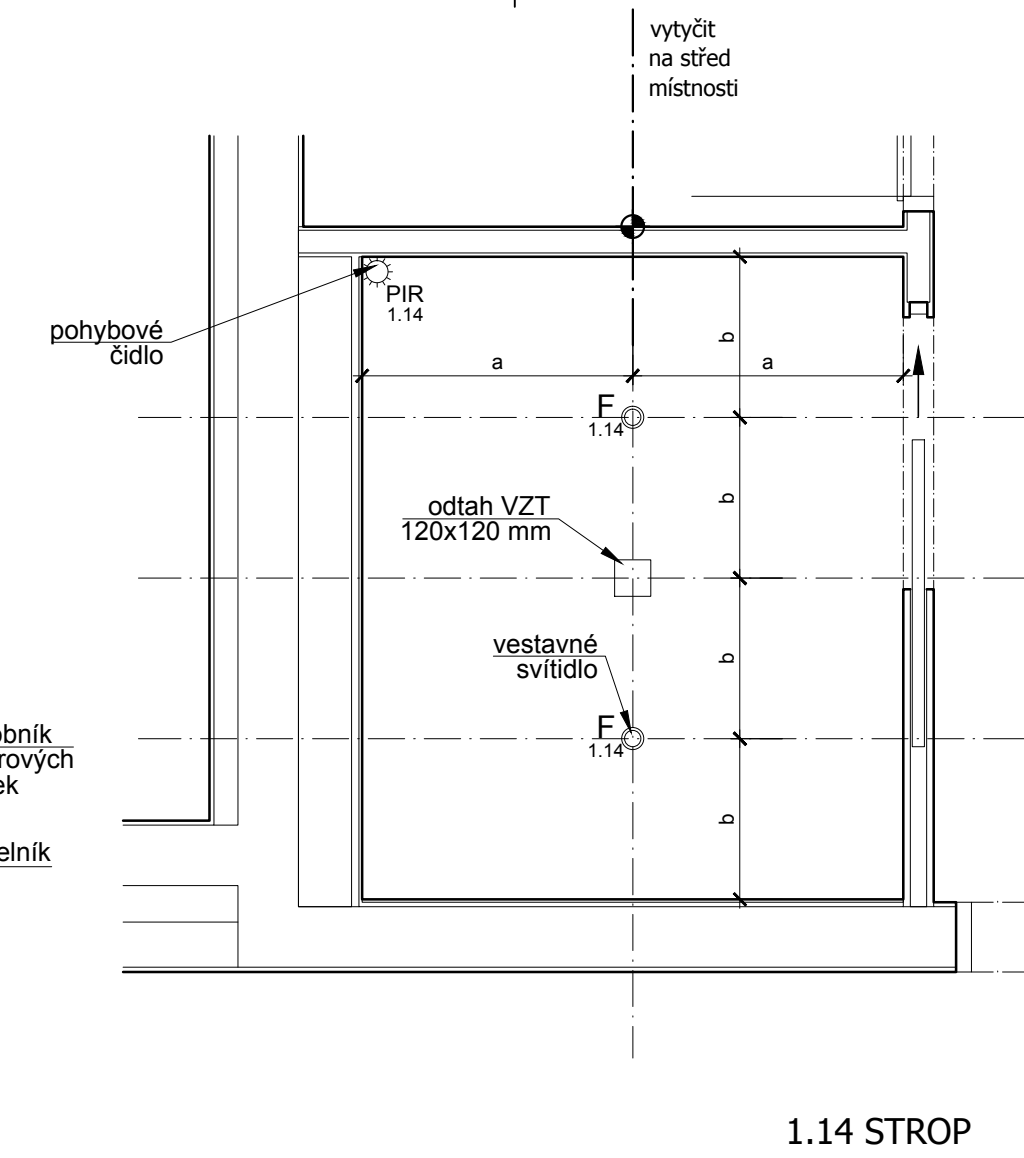 vytyčit
na střed
místnosti
PIR
1.14
pohybové
čidlo
a
a
b
F
1.14
b
odtah VZT
120x120 mm
b
vestavné
svítidlo
F
1.14
b
1.14 STROP